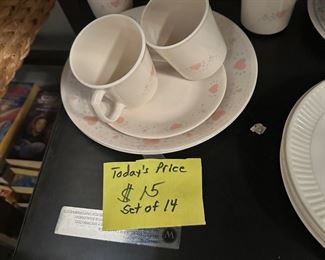 Today's Price
$15
Set of 14